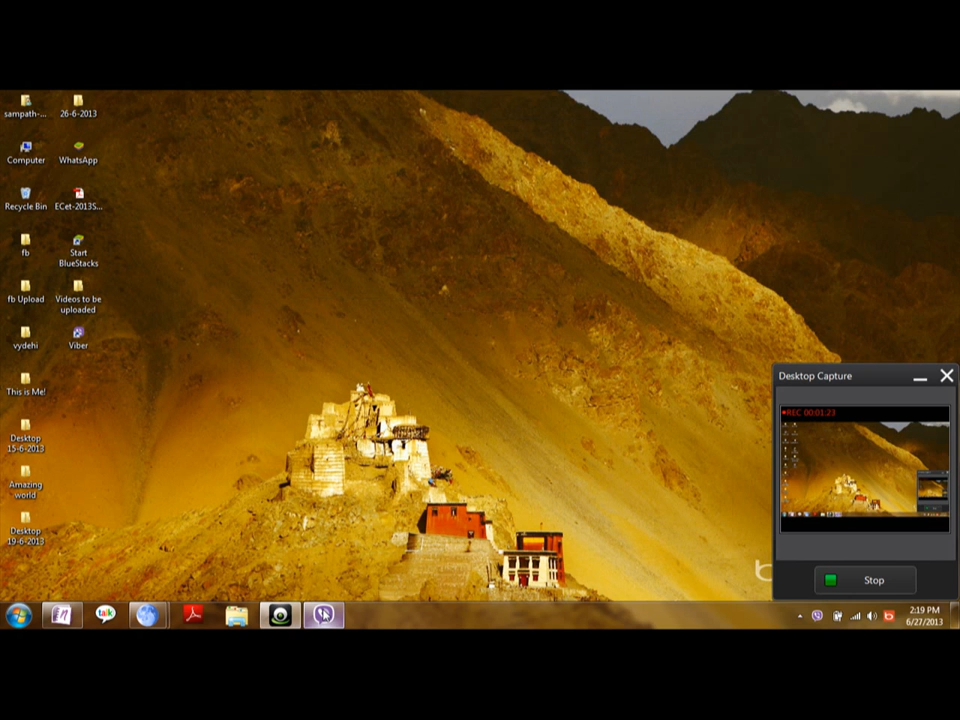 sampath-...
26-6-2013
Computer
WhatsApp
Recycle Bin
ECet-2013S...
fb
Start
BlueStacks
fb Upload
Videos to be
uploaded
vydehi
Viber
This is Me!
Desktop
15-6-2013
Amazing
world
Desktop
19-6-2013
Desktop Capture
REC 00:01:23
Stop
b
talk
2:19 PM
6/27/2013